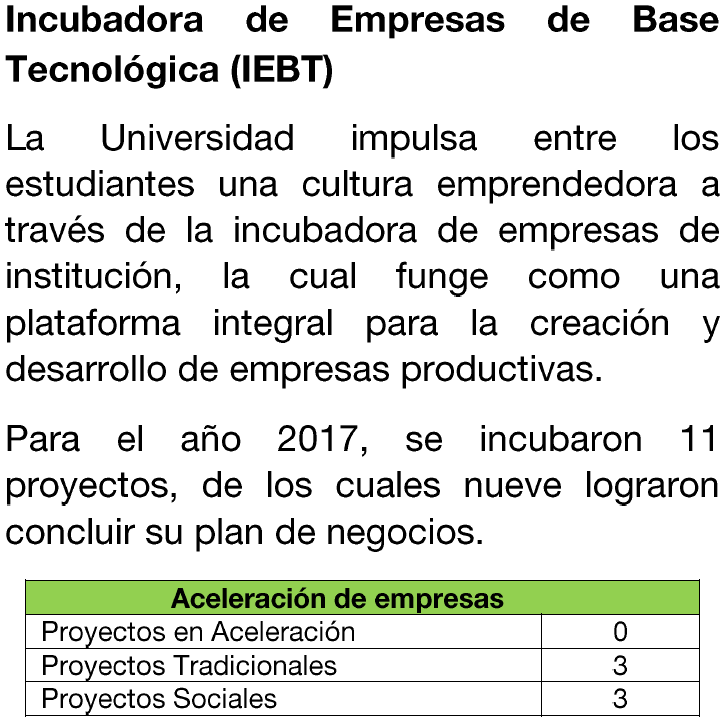 Incubadora de Empresas de Base
Tecnológica (IEBT)
La Universidad impulsa entre los
estudiantes una cultura emprendedora a
través de la incubadora de empresas de
institución, la cual funge como una
plataforma integral para la creación y
desarrollo de empresas productivas.
Para el año 2017, se incubaron 11
proyectos, de los cuales nueve lograron
concluir su plan de negocios.
Aceleración de empresas
Proyectos en Aceleración 0
Proyectos Tradicionales 3
Proyectos Sociales 3